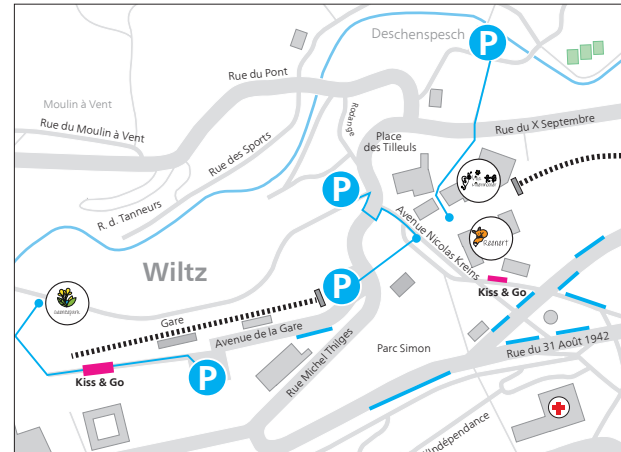 Deschenspesch
P
Rue du Pont
Moulin à Vent
Rue du Moulin à Vent
Rodange
Place
des Tilleuls
Rue du X Septembre
Rue des Sports
P
R. d. Tanneurs
Avenue Nicolas Kreins
Reenert
Wiltz
P
Kiss & Go
Gare
Avenue de la Gare
Parc Simon
Rue du 31 Août 1942
Rue Michel Thilges
P
Kiss & Go
l'Indépendance